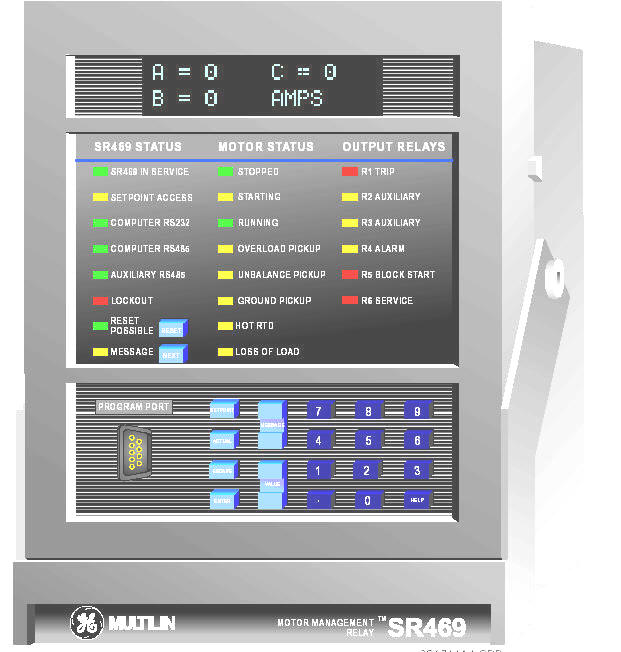 A = 0 C = 0
B = 0 AMPS
SR469 STATUS MOTOR STATUS OUTPUT RELAYS
SR469 IN SERVICE STOPPED R1 TRIP
SETPOINT ACCESS STARTING R2 AUXILIARY
COMPUTER RS232 RUNNING R3 AUXILIARY
COMPUTER RS485 OVERLOAD PICKUP R4 ALARM
AUXILIARY RS485 UNBALANCE PICKUP R5 BLOCK START
LOCKOUT GROUND PICKUP R6 SERVICE
RESET
POSSIBLE RESET HOT RTD
MESSAGE NEXT LOSS OF LOAD
PROGRAM PORT
SETPOINT 7 8 9
MESSAGE
ACTUAL 4 5 6
ESCAPE 1 2 3
VALUE
ENTER . 0 HELP
GE MULTILIN
MOTOR MANAGEMENT ™
RELAY SR469